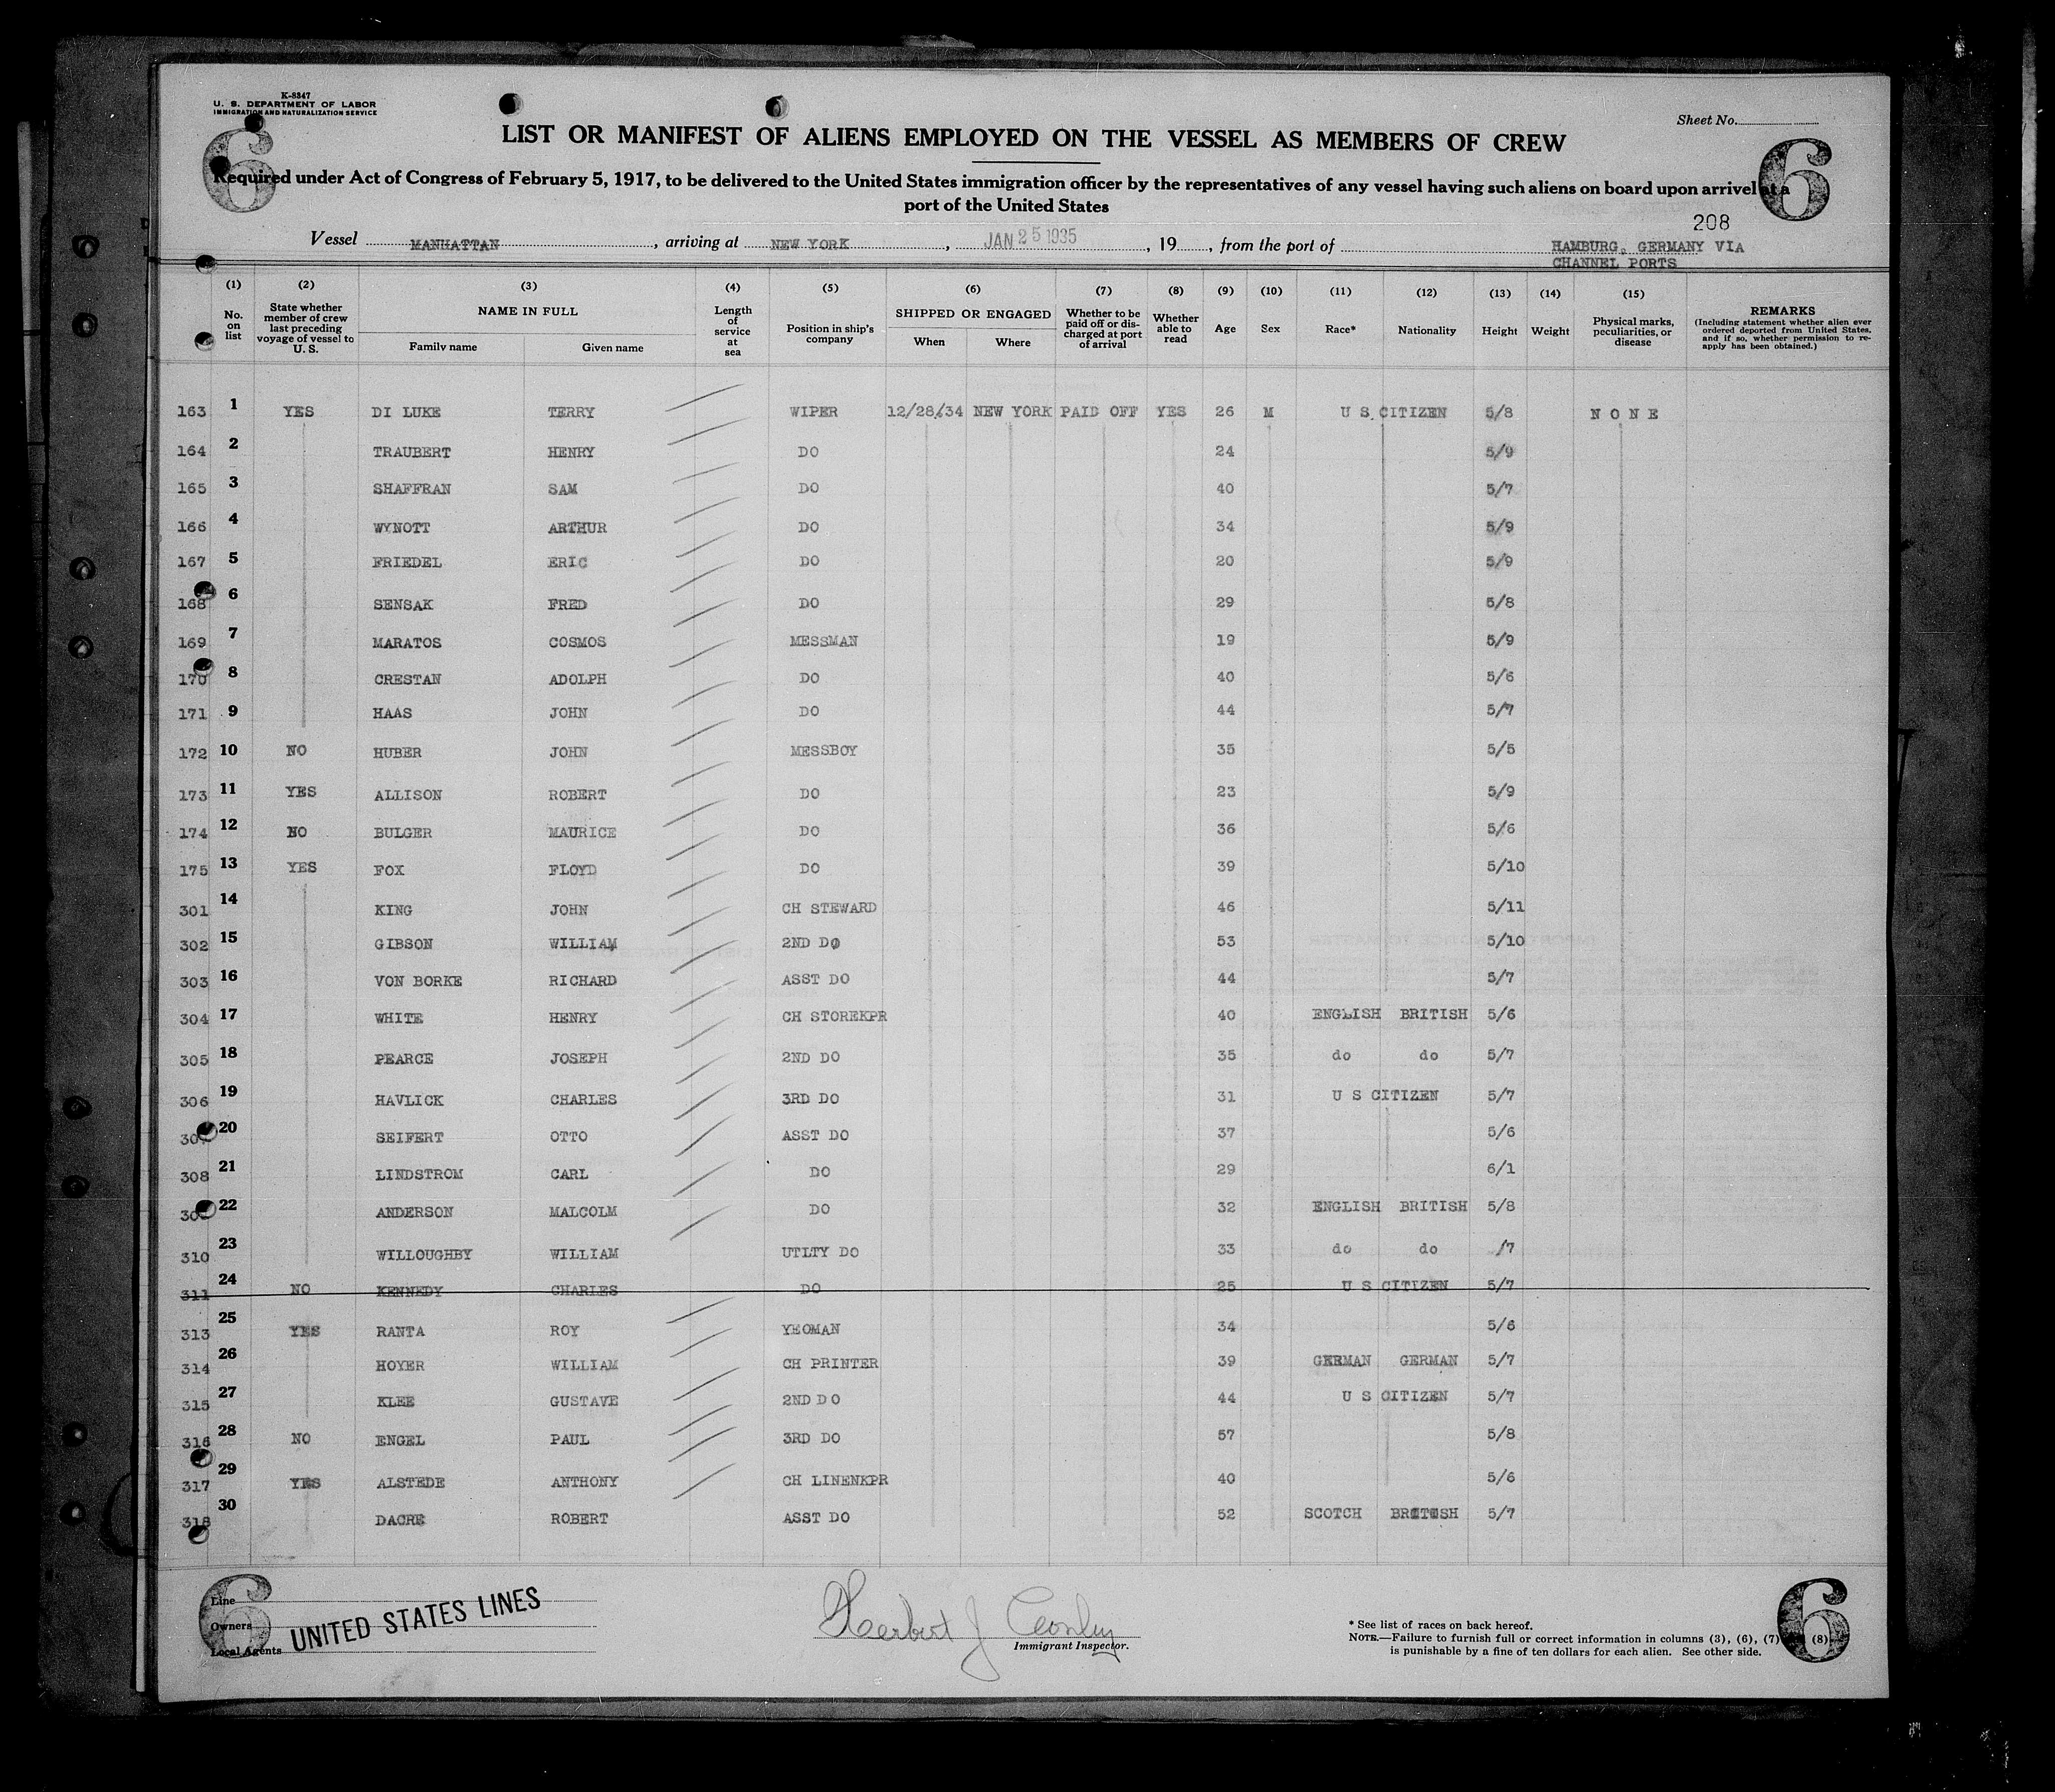 K-8347
U. S. DEPARTMENT OF LABOR
IMMIGRATION AND NATURALIZATION SERVICE
6
6
Sheet No.
LIST OR MANIFEST OF ALIENS EMPLOYED ON THE VESSEL AS MEMBERS OF CREW
Required under Act of Congress of February 5, 1917, to be delivered to the United States immigration officer by the representatives of any vessel having such aliens on board upon arrival at a
port of the United States
208
Vessel MANHATTAN, arriving at NEW YORK, JAN 25 1935, 19, from the port of HAMBURG, GERMANY VIA
CHANNEL PORTS
(1) (2) (3) (4) (5) (6) (7) (8) (9) (10) (11) (12) (13) (14) (15)
No. on list
State whether member of crew last preceding voyage of vessel to U. S.
NAME IN FULL
Family name
Given name
Length of service at sea
Position in ship's company
SHIPPED OR ENGAGED
When
Where
Whether to be paid off or discharged at port of arrival
Whether able to read
Age
Sex
Race*
Nationality
Height
Weight
Physical marks, peculiarities, or disease
REMARKS
(Including statement whether alien ever ordered deported from United States, and if so, whether permission to re-apply has been obtained.)
163 1 YES DI LUKE TERRY WIPER 12/28/34 NEW YORK PAID OFF YES 26 M U S CITIZEN 5/8 NONE
164 2 TRAUBERT HENRY DO 24 5/9
165 3 SHAFFRAN SAM DO 40 5/7
166 4 WYNOTT ARTHUR DO 34 5/9
167 5 FRIEDEL ERIC DO 20 5/9
168 6 SENSAK FRED DO 29 5/8
169 7 MARATOS COSMOS MESSMAN 19 5/9
170 8 CRESTAN ADOLPH DO 40 5/6
171 9 HAAS JOHN DO 44 5/7
172 10 NO HUBER JOHN MESSBOY 35 5/5
173 11 YES ALLISON ROBERT DO 23 5/9
174 12 NO BULGER MAURICE DO 36 5/6
175 13 YES FOX FLOYD DO 39 5/10
301 14 KING JOHN CH STEWARD 46 5/11
302 15 GIBSON WILLIAM 2ND DO 53 5/10
303 16 VON BORKE RICHARD ASST DO 44 5/7
304 17 WHITE HENRY CH STOREKPR 40 ENGLISH BRITISH 5/6
305 18 PEARCE JOSEPH 2ND DO 35 do do 5/7
306 19 HAVLICK CHARLES 3RD DO 31 U S CITIZEN 5/7
20 SEIFERT OTTO ASST DO 37 5/6
308 21 LINDSTROM CARL DO 29 6/1
22 ANDERSON MALCOLM DO 32 ENGLISH BRITISH 5/8
310 23 WILLOUGHBY WILLIAM UTLTY DO 33 do do /7
311 24 NO KENNEDY CHARLES DO 25 U S CITIZEN 5/7
313 25 YES RANTA ROY YEOMAN 34 5/6
314 26 HOYER WILLIAM CH PRINTER 39 GERMAN GERMAN 5/7
315 27 KLEE GUSTAVE 2ND DO 44 U S CITIZEN 5/7
316 28 NO ENGEL PAUL 3RD DO 57 5/8
317 29 YES ALSTEDE ANTHONY CH LINENKPR 40 5/6
318 30 DACRE ROBERT ASST DO 52 SCOTCH BRITISH 5/7
6
6
Line
Owners
Local Agents
UNITED STATES LINES
Herbert J
Immigrant Inspector.
* See list of races on back hereof.
NOTE.—Failure to furnish full or correct information in columns (3), (6), (7) (8)
is punishable by a fine of ten dollars for each alien. See other side.